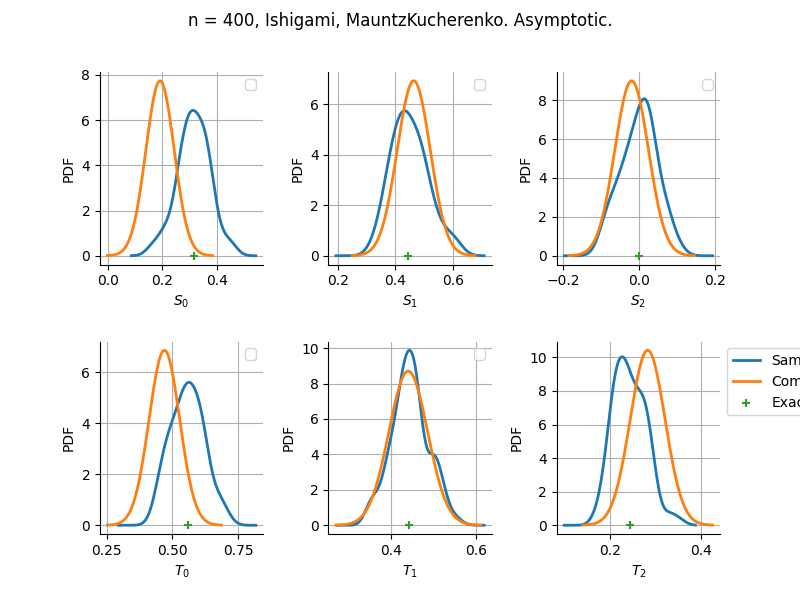 n = 400, Ishigami, MauntzKucherenko. Asymptotic.
8
6
4
2
0
PDF
0.0 0.2 0.4
S0
6
4
2
0
PDF
0.2 0.4 0.6
S1
8
6
4
2
0
PDF
−0.2 0.0 0.2
S2
6
4
2
0
PDF
0.25 0.50 0.75
T0
10
8
6
4
2
0
PDF
0.4 0.6
T1
10
8
6
4
2
0
PDF
0.2 0.4
T2
Sam
Com
Exac